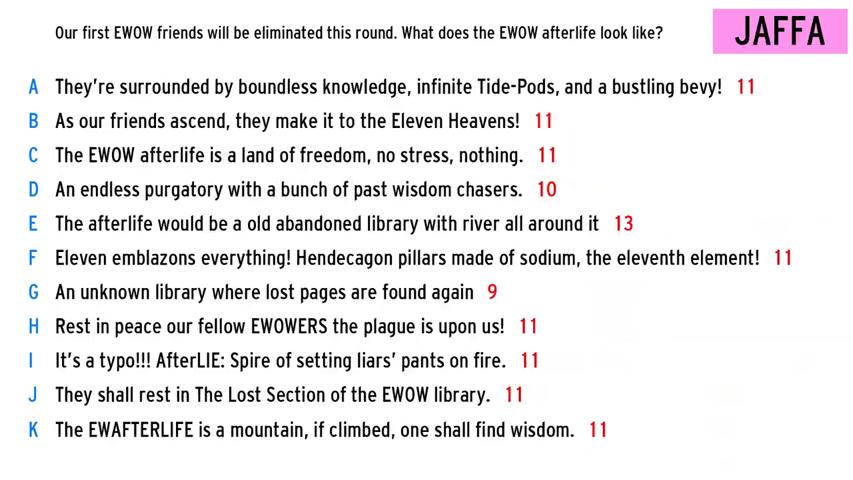 Our first EWOW friends will be eliminated this round. What does the EWOW afterlife look like?
JAFFA
A They're surrounded by boundless knowledge, infinite Tide-Pods, and a bustling bevy! 11
B As our friends ascend, they make it to the Eleven Heavens! 11
C The EWOW afterlife is a land of freedom, no stress, nothing. 11
D An endless purgatory with a bunch of past wisdom chasers. 10
E The afterlife would be a old abandoned library with river all around it 13
F Eleven emblazons everything! Hendecagon pillars made of sodium, the eleventh element! 11
G An unknown library where lost pages are found again 9
H Rest in peace our fellow EWOWERS the plague is upon us! 11
I It's a typo!!! AfterLIE: Spire of setting liars' pants on fire. 11
J They shall rest in The Lost Section of the EWOW library. 11
K The EWAFTERLIFE is a mountain, if climbed, one shall find wisdom. 11